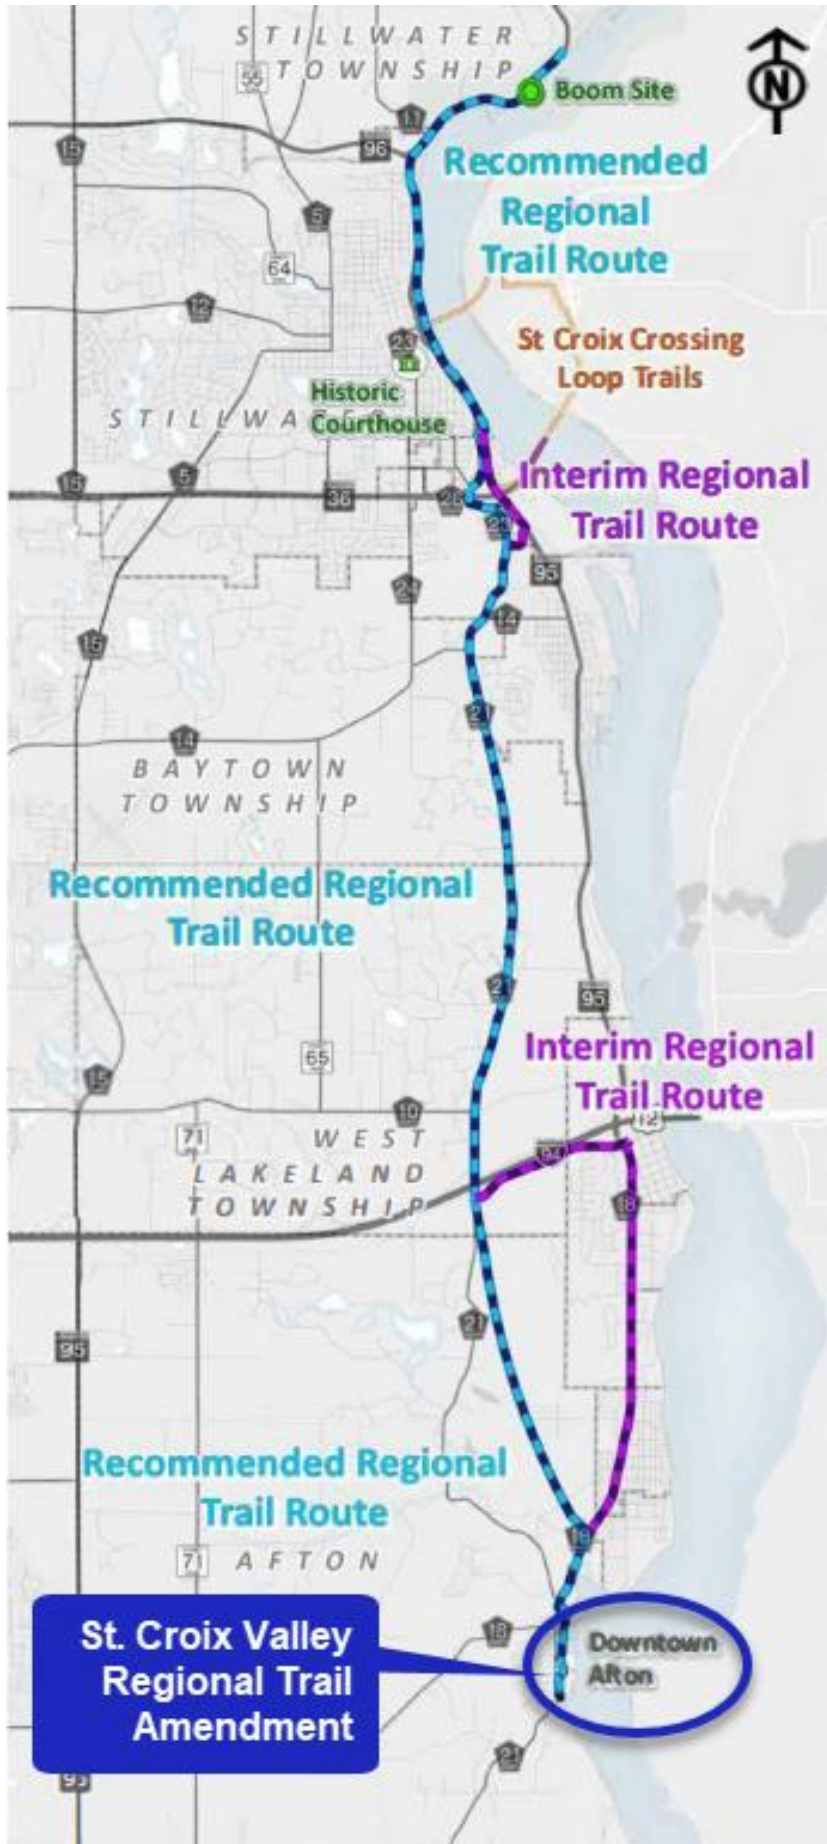 STILLWATER
TOWNSHIP
55
N
Boom Site
11
15
96
Recommended
Regional
Trail Route
5
64
12
23
St Croix Crossing
Loop Trails
Historic
Courthouse
5
15
36
26
Interim Regional
Trail Route
23
95
24
14
15
21
14
BAYTOWN
TOWNSHIP
Recommended Regional
Trail Route
21
95
Interim Regional
Trail Route
65
15
10
12
71
WEST
LAKELAND
TOWNSHIP
94
18
21
95
Recommended Regional
Trail Route
18
71
AFTON
St. Croix Valley
Regional Trail
Amendment
18
Downtown
Afton
21
95